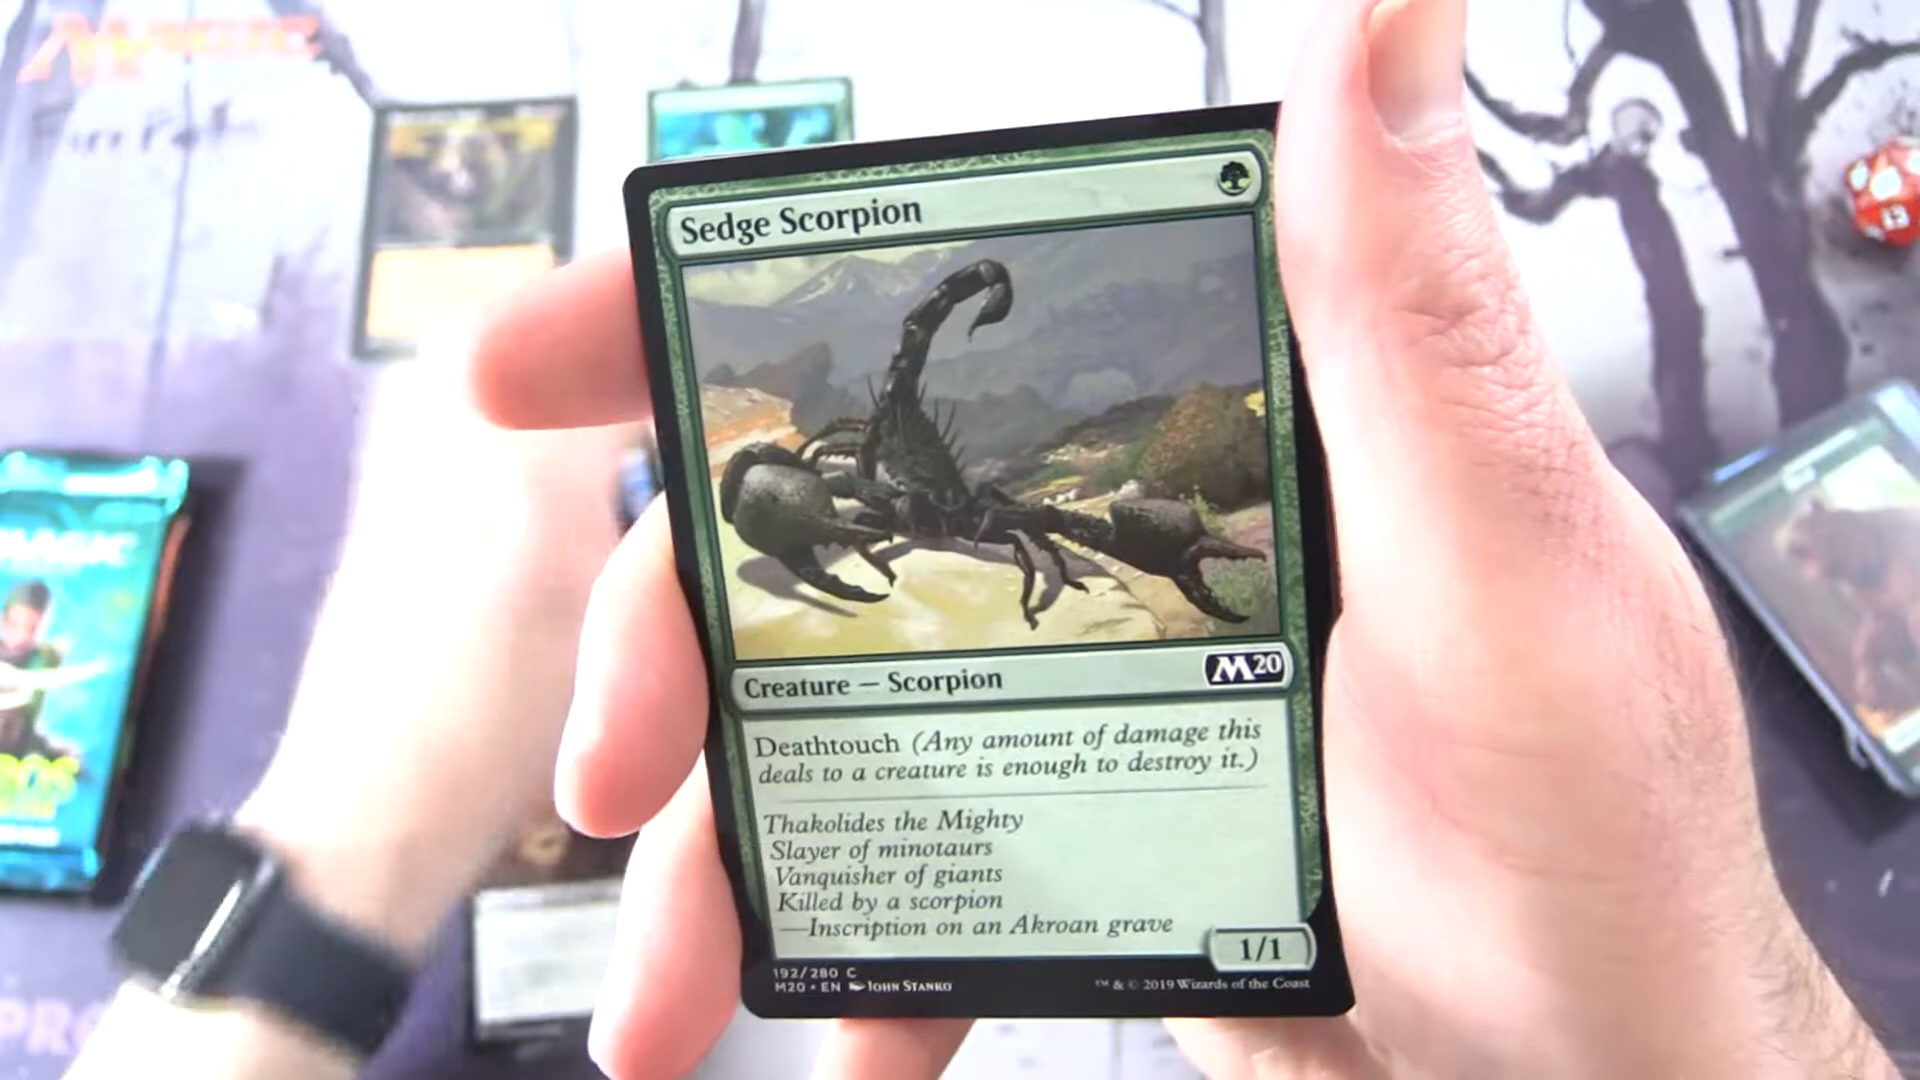 MAGIC
Sedge Scorpion
Creature — Scorpion
M20
Deathtouch (Any amount of damage this
deals to a creature is enough to destroy it.)
Thakolides the Mighty
Slayer of minotaurs
Vanquisher of giants
Killed by a scorpion
—Inscription on an Akroan grave
1/1
192/280 C
M20 • EN JOHN STANKO
™ & © 2019 Wizards of the Coast
MAGIC